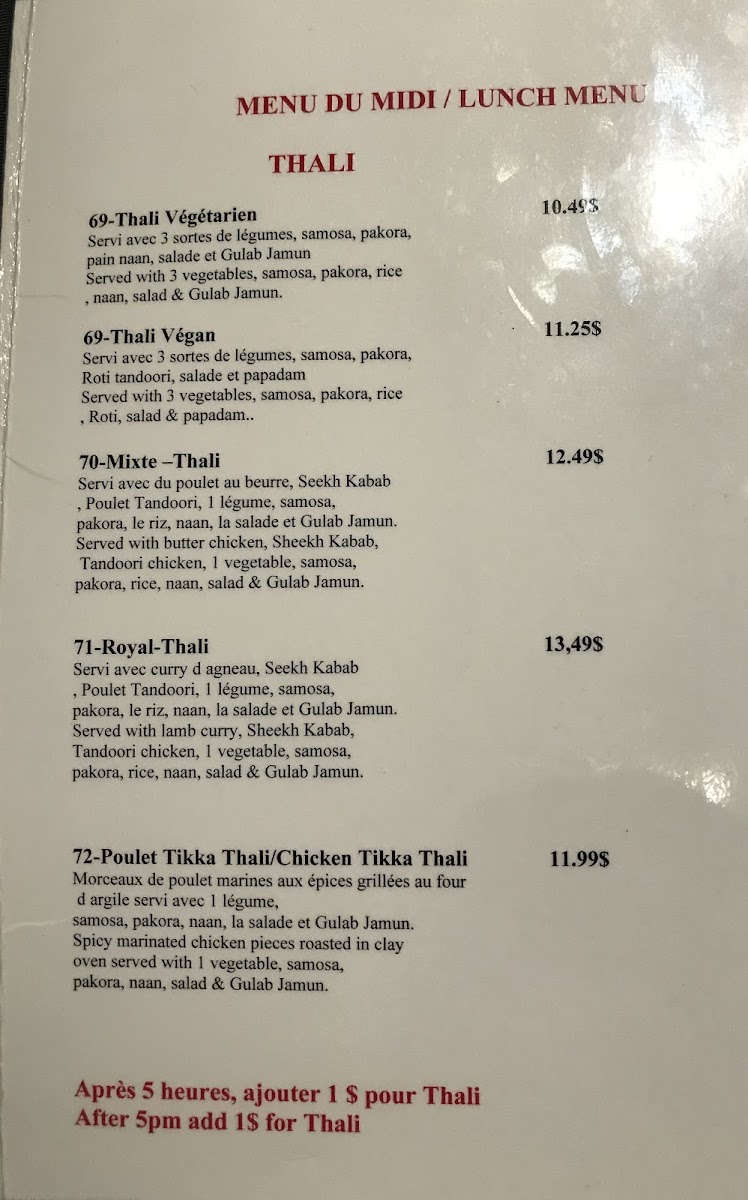 MENU DU MIDI / LUNCH MENU
THALI
69-Thali Végétarien 10.49$
Servi avec 3 sortes de légumes, samosa, pakora,
pain naan, salade et Gulab Jamun
Served with 3 vegetables, samosa, pakora, rice
, naan, salad & Gulab Jamun.
69-Thali Végan 11.25$
Servi avec 3 sortes de légumes, samosa, pakora,
Roti tandoori, salade et papadam
Served with 3 vegetables, samosa, pakora, rice
, Roti, salad & papadam..
70-Mixte –Thali 12.49$
Servi avec du poulet au beurre, Seekh Kabab
, Poulet Tandoori, 1 légume, samosa,
pakora, le riz, naan, la salade et Gulab Jamun.
Served with butter chicken, Sheekh Kabab,
Tandoori chicken, 1 vegetable, samosa,
pakora, rice, naan, salad & Gulab Jamun.
71-Royal-Thali 13,49$
Servi avec curry d agneau, Seekh Kabab
, Poulet Tandoori, 1 légume, samosa,
pakora, le riz, naan, la salade et Gulab Jamun.
Served with lamb curry, Sheekh Kabab,
Tandoori chicken, 1 vegetable, samosa,
pakora, rice, naan, salad & Gulab Jamun.
72-Poulet Tikka Thali/Chicken Tikka Thali 11.99$
Morceaux de poulet marines aux épices grillées au four
d argile servi avec 1 légume,
samosa, pakora, naan, la salade et Gulab Jamun.
Spicy marinated chicken pieces roasted in clay
oven served with 1 vegetable, samosa,
pakora, naan, salad & Gulab Jamun.
Après 5 heures, ajouter 1 $ pour Thali
After 5pm add 1$ for Thali